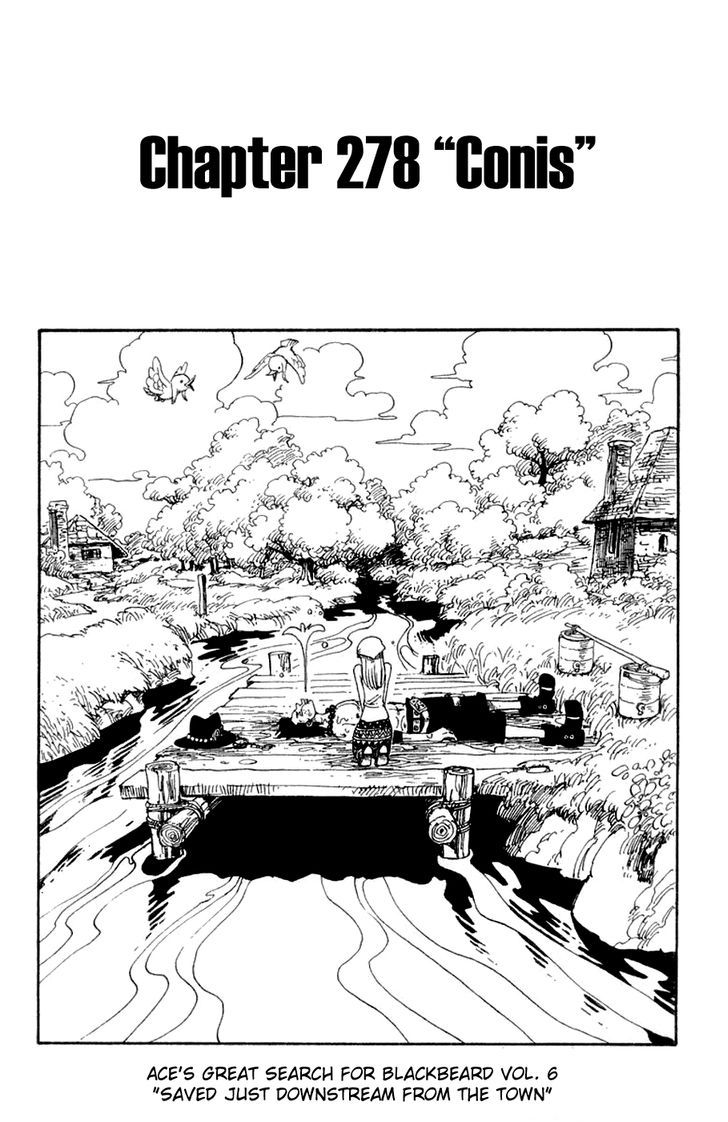 Chapter 278 “Conis”
ACE'S GREAT SEARCH FOR BLACKBEARD VOL. 6
"SAVED JUST DOWNSTREAM FROM THE TOWN"